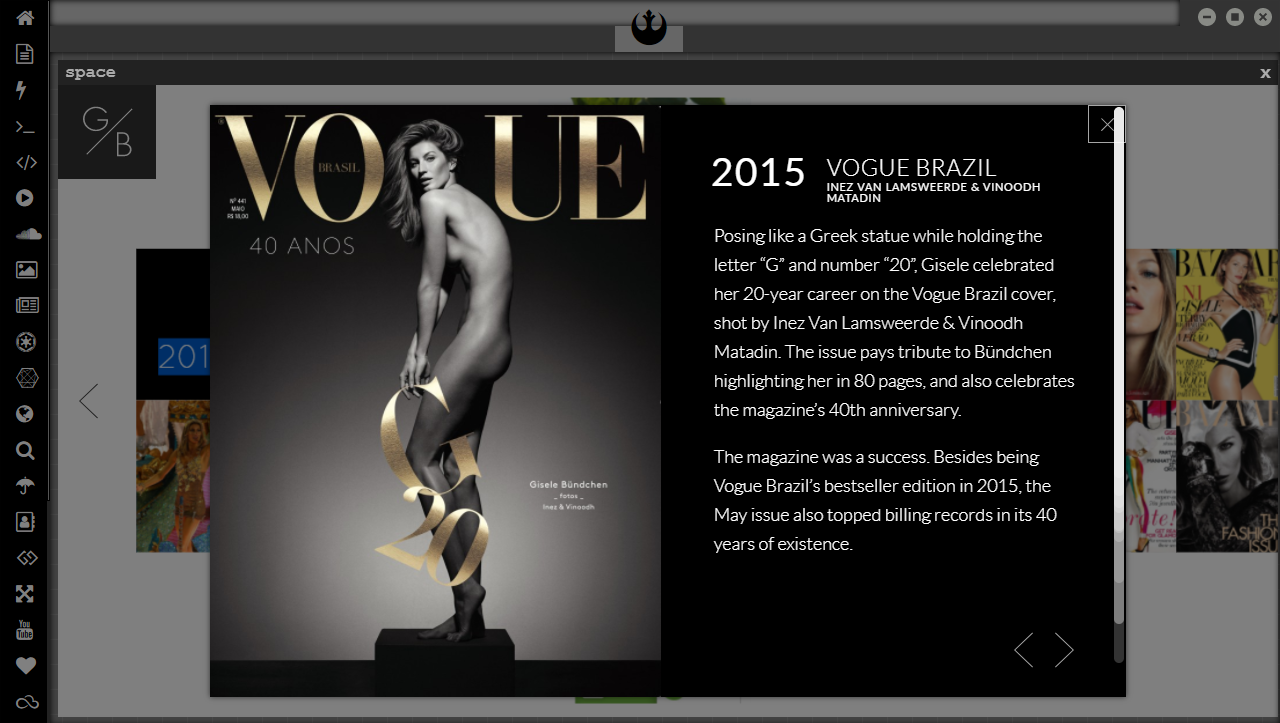 space
x
G/B
VOGUE
BRASIL
Nº 441
MAIO
R$ 18,00
40 ANOS
G
20
Gisele Bündchen
_ fotos _
Inez & Vinoodh
2015
VOGUE BRAZIL
INEZ VAN LAMSWEERDE & VINOODH
MATADIN
Posing like a Greek statue while holding the
letter “G” and number “20”, Gisele celebrated
her 20-year career on the Vogue Brazil cover,
shot by Inez Van Lamsweerde & Vinoodh
Matadin. The issue pays tribute to Bündchen
highlighting her in 80 pages, and also celebrates
the magazine’s 40th anniversary.
The magazine was a success. Besides being
Vogue Brazil’s bestseller edition in 2015, the
May issue also topped billing records in its 40
years of existence.
201
BAZAAR
GISELE
TH
FASHION
ISSU
You
Tube